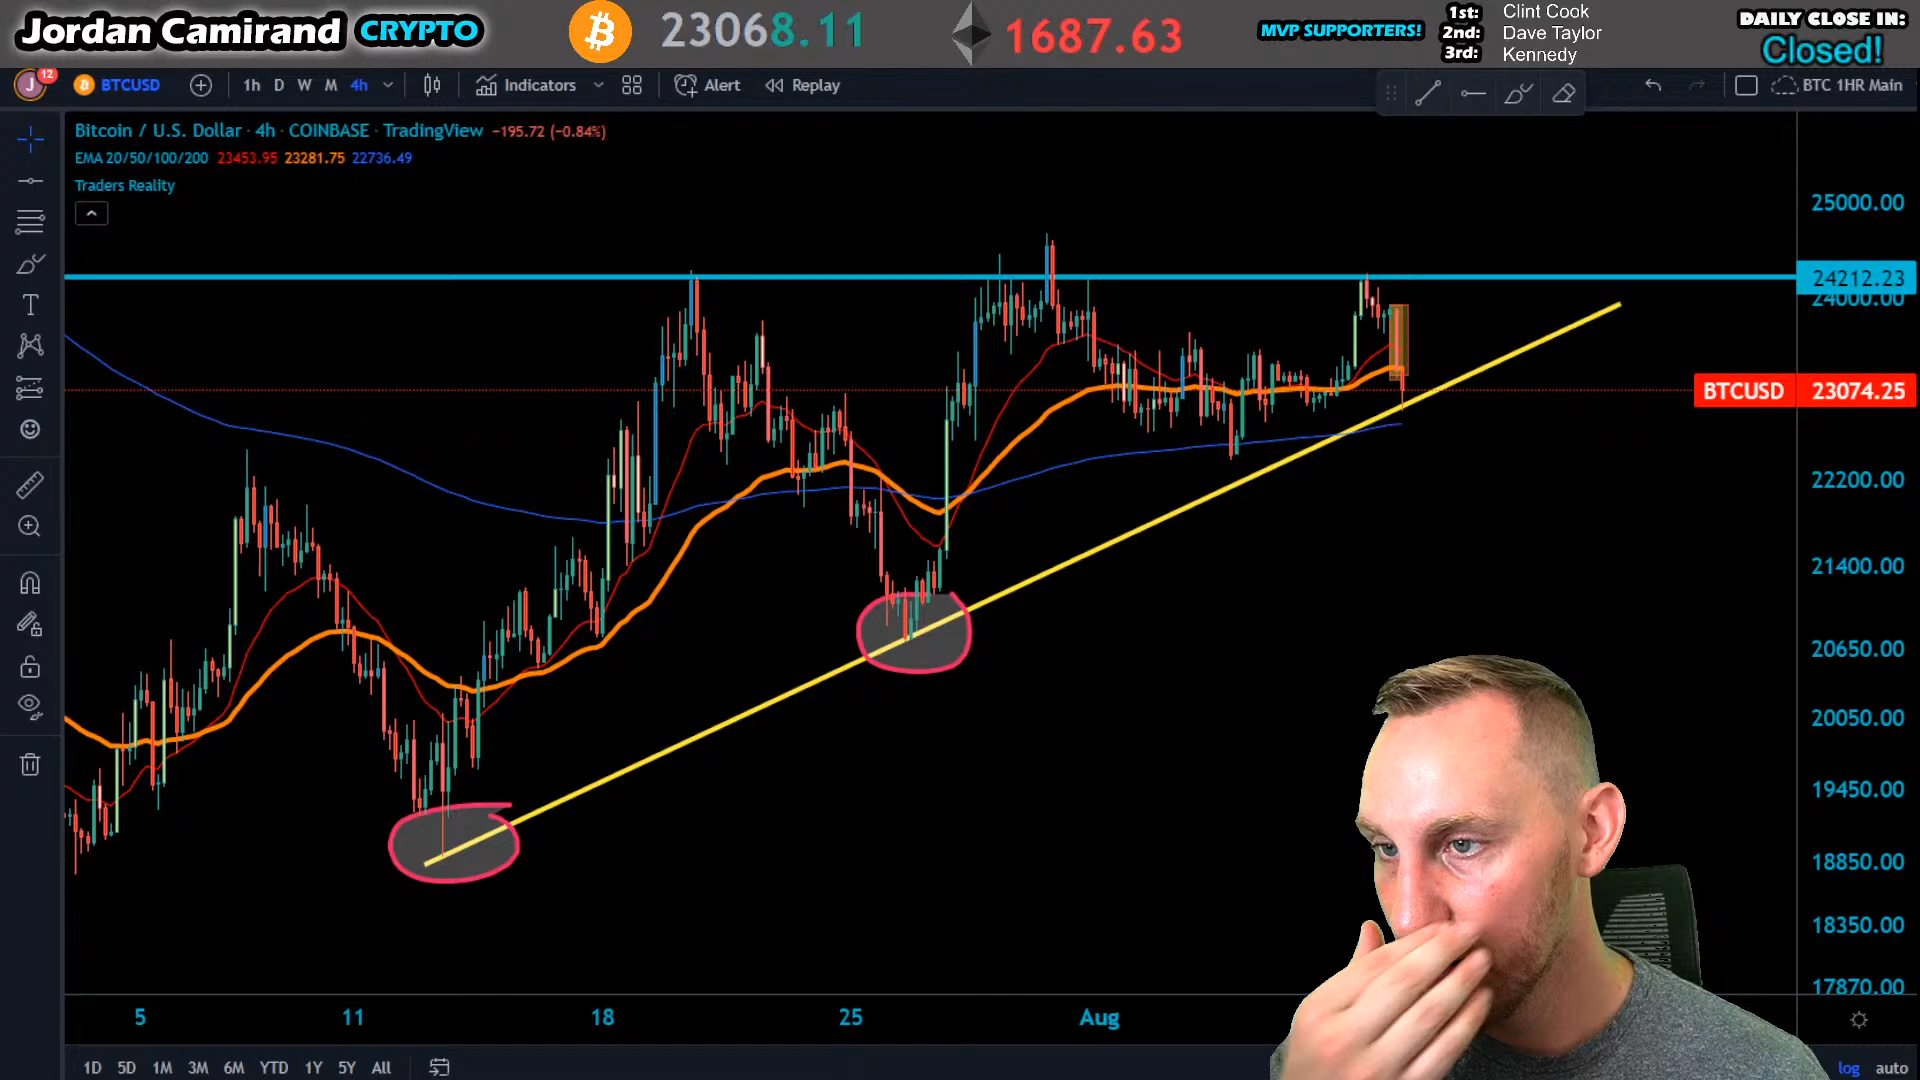 Jordan Camirand CRYPTO
23068.11
1687.63
MVP SUPPORTERS!
1st: Clint Cook
2nd: Dave Taylor
3rd: Kennedy
DAILY CLOSE IN:
Closed!
J 12 BTCUSD 1h D W M 4h Indicators Alert Replay BTC 1HR Main
Bitcoin / U.S. Dollar · 4h · COINBASE · TradingView −195.72 (−0.84%)
EMA 20/50/100/200 23453.95 23281.75 22736.49
Traders Reality
25000.00
24212.23
24000.00
BTCUSD 23074.25
22200.00
21400.00
20650.00
20050.00
19450.00
18850.00
18350.00
17870.00
5 11 18 25 Aug
1D 5D 1M 3M 6M YTD 1Y 5Y All log auto